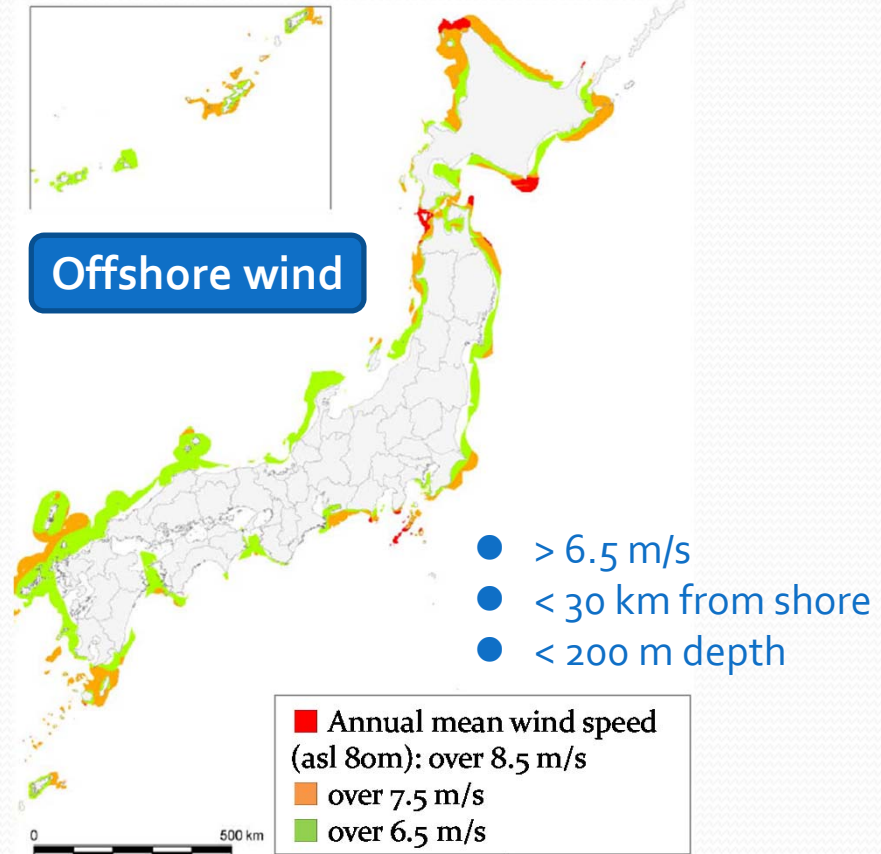 Offshore wind
> 6.5 m/s
< 30 km from shore
< 200 m depth
Annual mean wind speed
(asl 80m): over 8.5 m/s
over 7.5 m/s
over 6.5 m/s
0 500 km